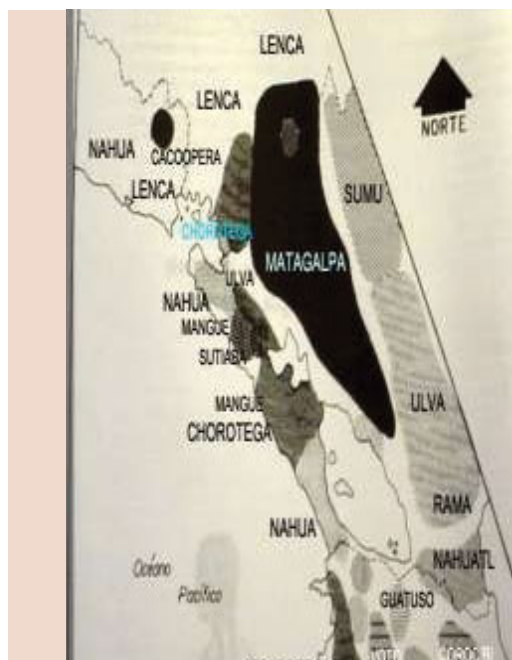 LENCA
LENCA
NORTE
NAHUA
CACOOPERA
LENCA
SUMU
CHOROTEGA
MATAGALPA
ULVA
NAHUA
MANGUE
SUTIABA
MANGUE
ULVA
CHOROTEGA
RAMA
NAHUA
NAHUATL
Océano
Pacífico
GUATUSO
VOTO